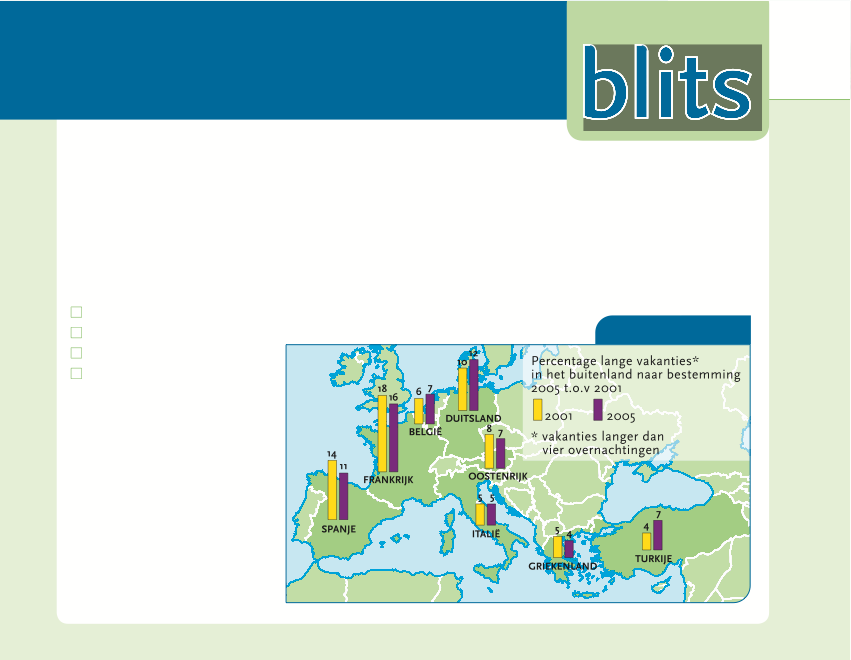 blits
Percentage lange vakanties*
in het buitenland naar bestemming
2005 t.o.v 2001
2001 2005
* vakanties langer dan
vier overnachtingen
10 12
DUITSLAND
6 7
BELGIË
18 16
FRANKRIJK
8 7
OOSTENRIJK
14 11
SPANJE
5 5
ITALIË
5 4
GRIEKENLAND
4 7
TURKIJE